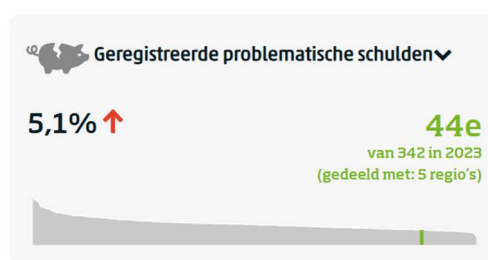 Geregistreerde problematische schulden
5,1%
44e
van 342 in 2023
(gedeeld met: 5 regio's)